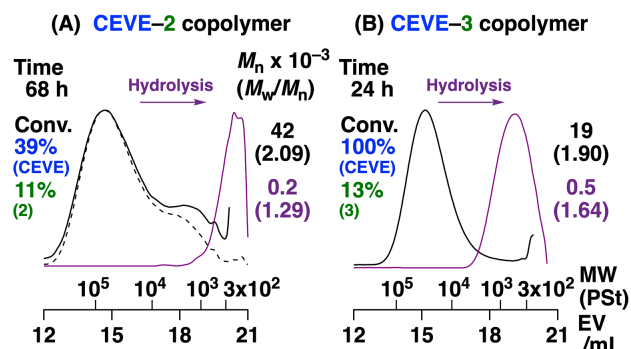 (A) CEVE–2 copolymer
Time
68 h
Hydrolysis
Mn x 10⁻³
(Mw/Mn)
Conv.
39%
(CEVE)
11%
(2)
42
(2.09)
0.2
(1.29)
10⁵ 10⁴ 10³ 3x10²
12 15 18 21
(B) CEVE–3 copolymer
Time
24 h
Hydrolysis
Conv.
100%
(CEVE)
13%
(3)
19
(1.90)
0.5
(1.64)
10⁵ 10⁴ 10³ 3x10²
MW
(PSt)
12 15 18 21
EV
/ml